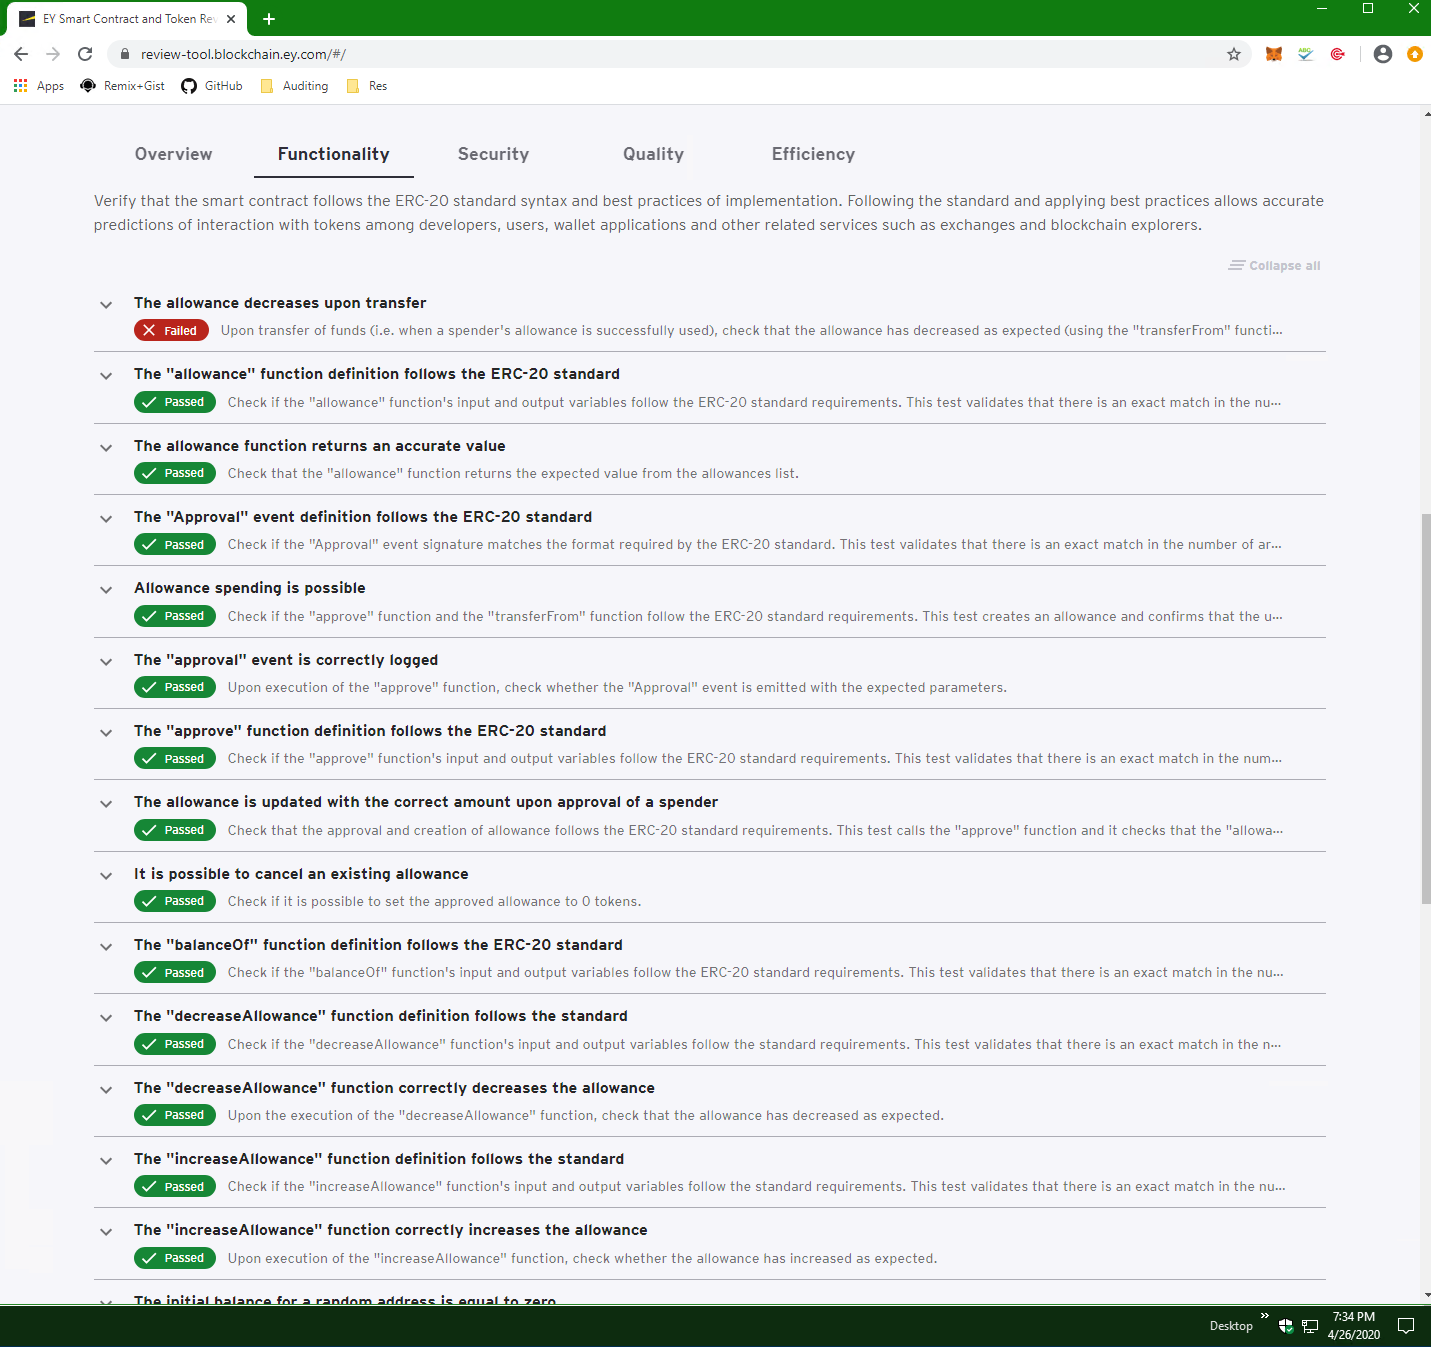 EY Smart Contract and Token Rev
review-tool.blockchain.ey.com/#/
ABC
Apps Remix+Gist GitHub Auditing Res
Overview Functionality Security Quality Efficiency
Verify that the smart contract follows the ERC-20 standard syntax and best practices of implementation. Following the standard and applying best practices allows accurate
predictions of interaction with tokens among developers, users, wallet applications and other related services such as exchanges and blockchain explorers.
Collapse all
The allowance decreases upon transfer
Failed Upon transfer of funds (i.e. when a spender's allowance is successfully used), check that the allowance has decreased as expected (using the "transferFrom" functi...
The "allowance" function definition follows the ERC-20 standard
Passed Check if the "allowance" function's input and output variables follow the ERC-20 standard requirements. This test validates that there is an exact match in the nu...
The allowance function returns an accurate value
Passed Check that the "allowance" function returns the expected value from the allowances list.
The "Approval" event definition follows the ERC-20 standard
Passed Check if the "Approval" event signature matches the format required by the ERC-20 standard. This test validates that there is an exact match in the number of ar...
Allowance spending is possible
Passed Check if the "approve" function and the "transferFrom" function follow the ERC-20 standard requirements. This test creates an allowance and confirms that the u...
The "approval" event is correctly logged
Passed Upon execution of the "approve" function, check whether the "Approval" event is emitted with the expected parameters.
The "approve" function definition follows the ERC-20 standard
Passed Check if the "approve" function's input and output variables follow the ERC-20 standard requirements. This test validates that there is an exact match in the num...
The allowance is updated with the correct amount upon approval of a spender
Passed Check that the approval and creation of allowance follows the ERC-20 standard requirements. This test calls the "approve" function and it checks that the "allowa...
It is possible to cancel an existing allowance
Passed Check if it is possible to set the approved allowance to 0 tokens.
The "balanceOf" function definition follows the ERC-20 standard
Passed Check if the "balanceOf" function's input and output variables follow the ERC-20 standard requirements. This test validates that there is an exact match in the nu...
The "decreaseAllowance" function definition follows the standard
Passed Check if the "decreaseAllowance" function's input and output variables follow the standard requirements. This test validates that there is an exact match in the n...
The "decreaseAllowance" function correctly decreases the allowance
Passed Upon the execution of the "decreaseAllowance" function, check that the allowance has decreased as expected.
The "increaseAllowance" function definition follows the standard
Passed Check if the "increaseAllowance" function's input and output variables follow the standard requirements. This test validates that there is an exact match in the nu...
The "increaseAllowance" function correctly increases the allowance
Passed Upon execution of the "increaseAllowance" function, check whether the allowance has increased as expected.
The initial balance for a random address is equal to zero
Desktop 7:34 PM
4/26/2020